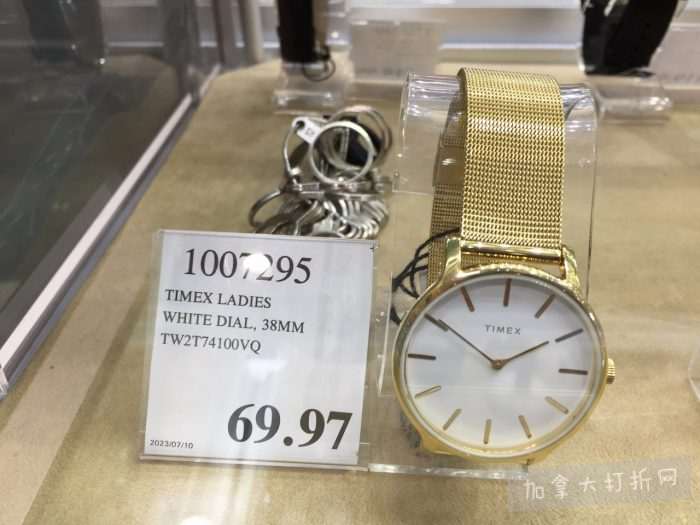 1007295
TIMEX LADIES
WHITE DIAL, 38MM
TW2T74100VQ
69.97
2023/07/10
TIMEX
加拿大打折网